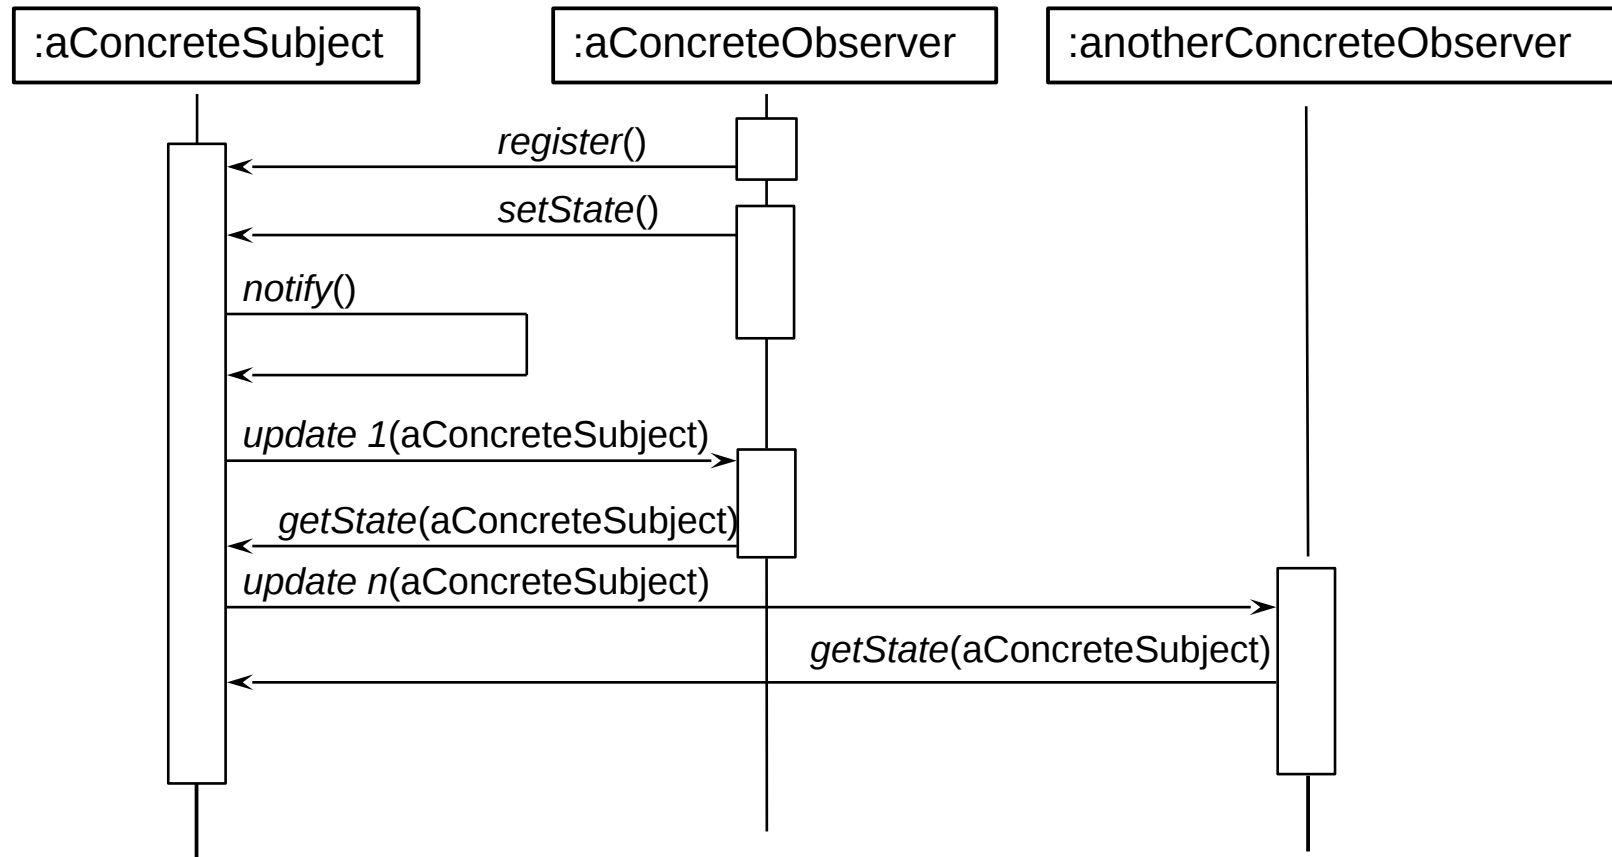 :aConcreteSubject
:aConcreteObserver
:anotherConcreteObserver
register()
setState()
notify()
update 1(aConcreteSubject)
getState(aConcreteSubject)
update n(aConcreteSubject)
getState(aConcreteSubject)